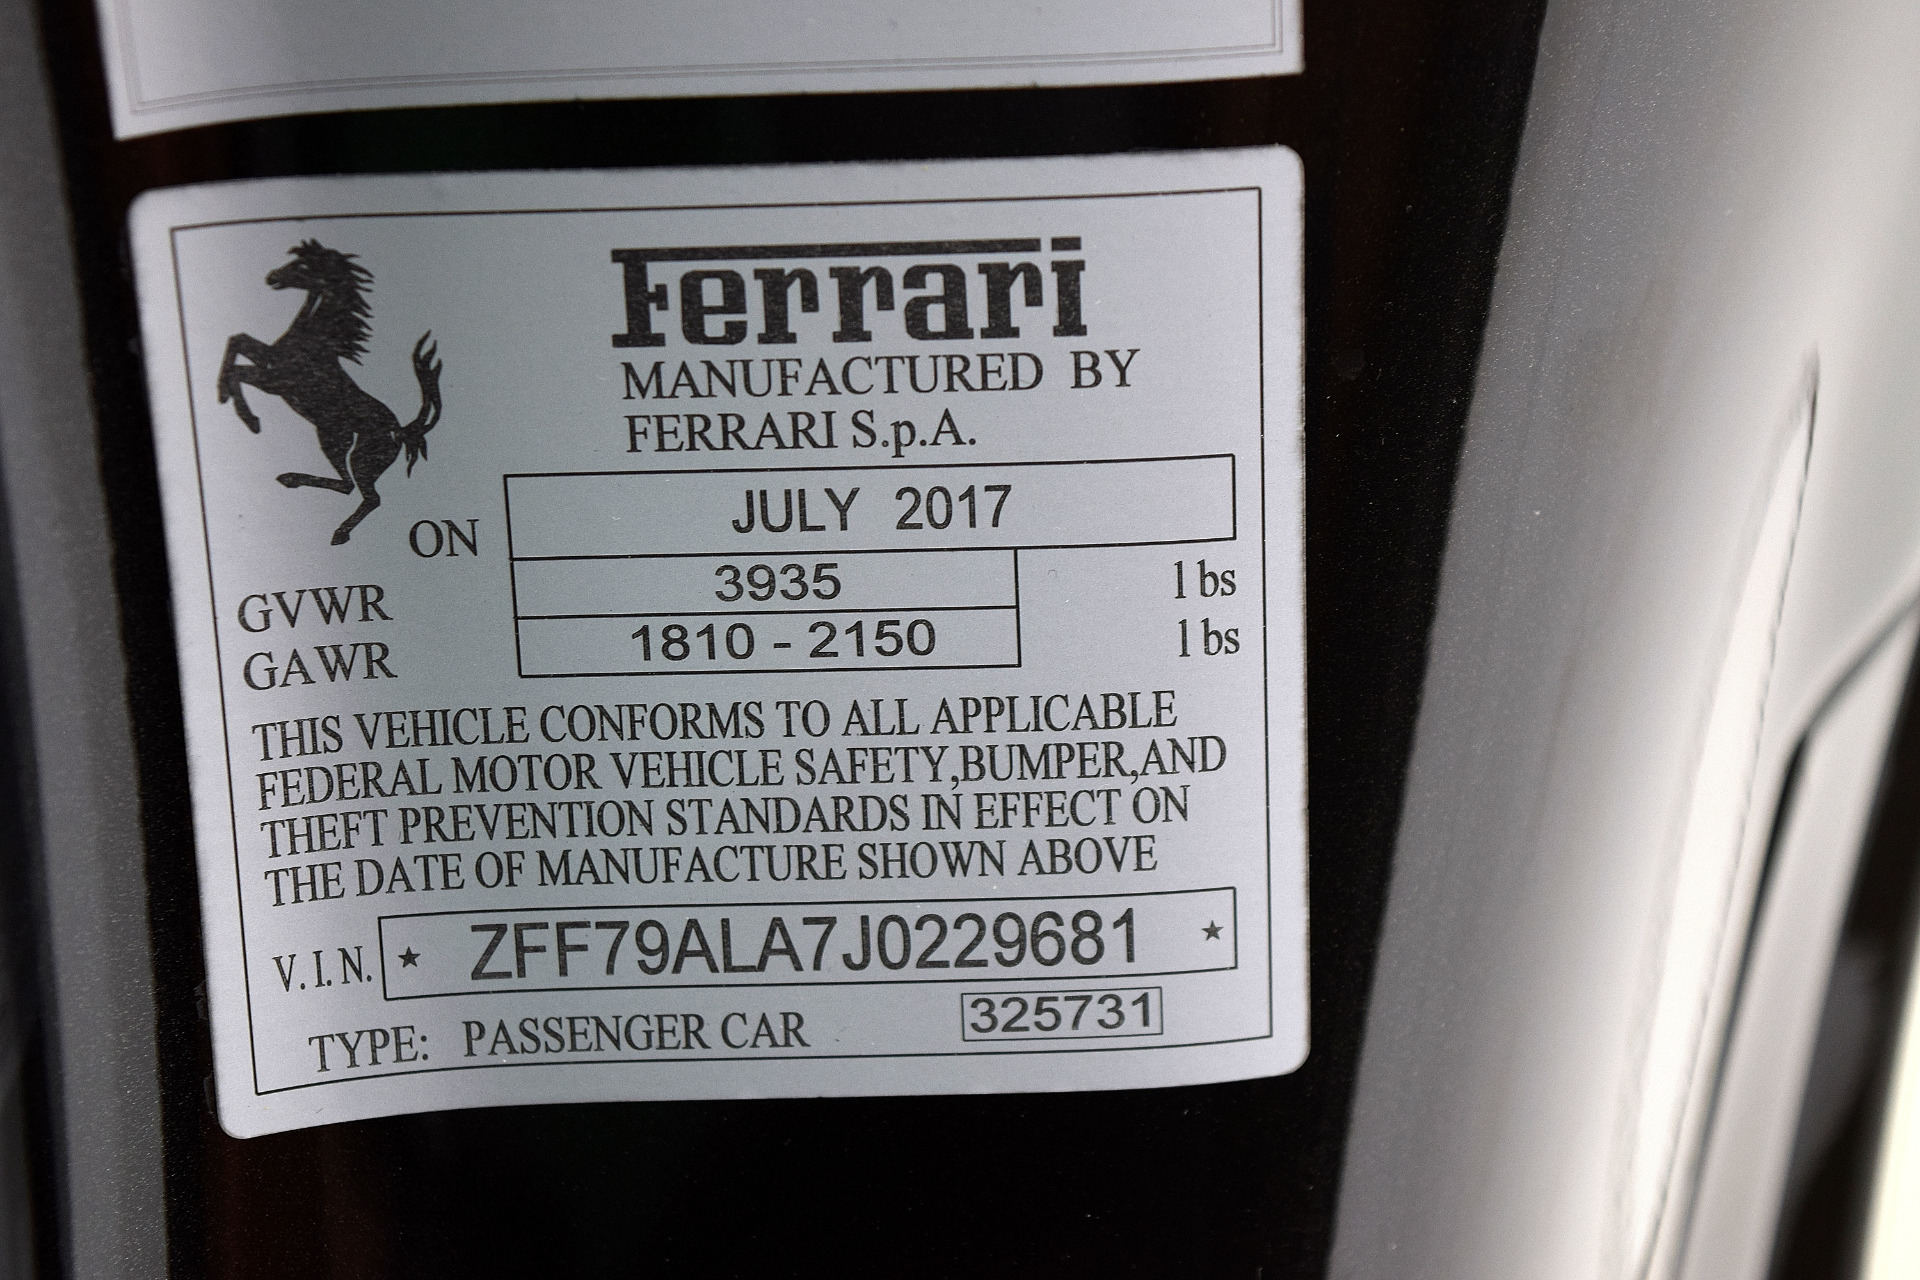 Ferrari
MANUFACTURED BY
FERRARI S.p.A.
ON JULY 2017
GVWR 3935 lbs
GAWR 1810 - 2150 lbs
THIS VEHICLE CONFORMS TO ALL APPLICABLE
FEDERAL MOTOR VEHICLE SAFETY,BUMPER,AND
THEFT PREVENTION STANDARDS IN EFFECT ON
THE DATE OF MANUFACTURE SHOWN ABOVE
V.I.N. ★ ZFF79ALA7J0229681 ★
TYPE: PASSENGER CAR 325731